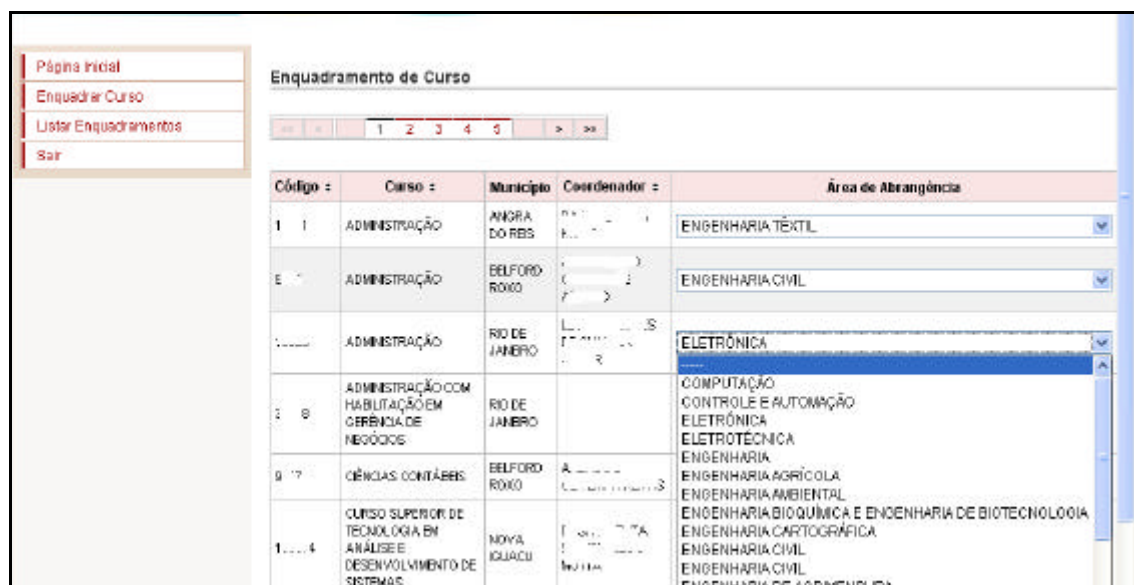 Página Inicial
Enquadrar Curso
Listar Enquadramentos
Sair
Enquadramento de Curso
1 2 3 4 5 > >>
Código Curso Município Coordenador Área de Abrangência
ADMINISTRAÇÃO
ANGRA
DO REIS
ENGENHARIA TÊXTIL
ADMINISTRAÇÃO
BELFORD
ROXO
ENGENHARIA CIVIL
ADMINISTRAÇÃO
RIO DE
JANEIRO
ELETRÔNICA
ADMINISTRAÇÃO COM
HABILITAÇÃO EM
GERÊNCIA DE
NEGÓCIOS
RIO DE
JANEIRO
CIÊNCIAS CONTÁBEIS
BELFORD
ROXO
CURSO SUPERIOR DE
TECNOLOGIA EM
ANÁLISE E
DESENVOLVIMENTO DE
SISTEMAS
NOVA
IGUACU
-----
COMPUTAÇÃO
CONTROLE E AUTOMAÇÃO
ELETRÔNICA
ELETROTÉCNICA
ENGENHARIA
ENGENHARIA AGRÍCOLA
ENGENHARIA AMBIENTAL
ENGENHARIA BIOQUÍMICA E ENGENHARIA DE BIOTECNOLOGIA
ENGENHARIA CARTOGRÁFICA
ENGENHARIA CIVIL
ENGENHARIA CIVIL
ENGENHARIA DE AGRIMENSURA